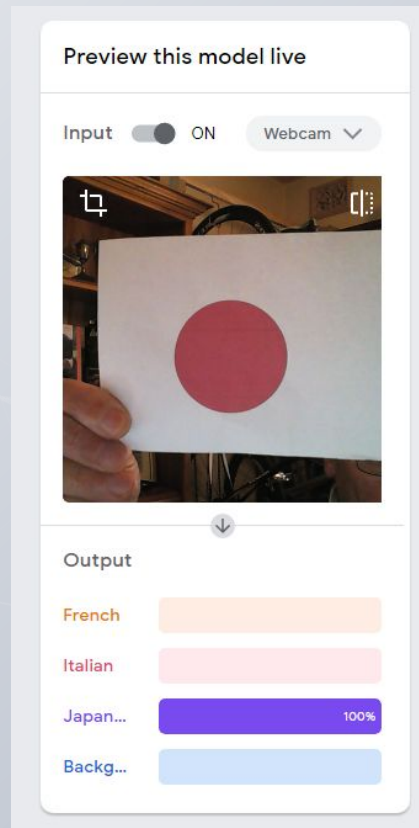 Preview this model live
Input ON Webcam
Output
French
Italian
Japan... 100%
Backg...